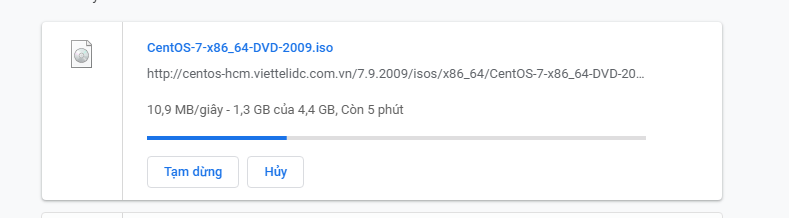 CentOS-7-x86_64-DVD-2009.iso
http://centos-hcm.viettelidc.com.vn/7.9.2009/isos/x86_64/CentOS-7-x86_64-DVD-20...
10,9 MB/giây - 1,3 GB của 4,4 GB, Còn 5 phút
Tạm dừng
Hủy